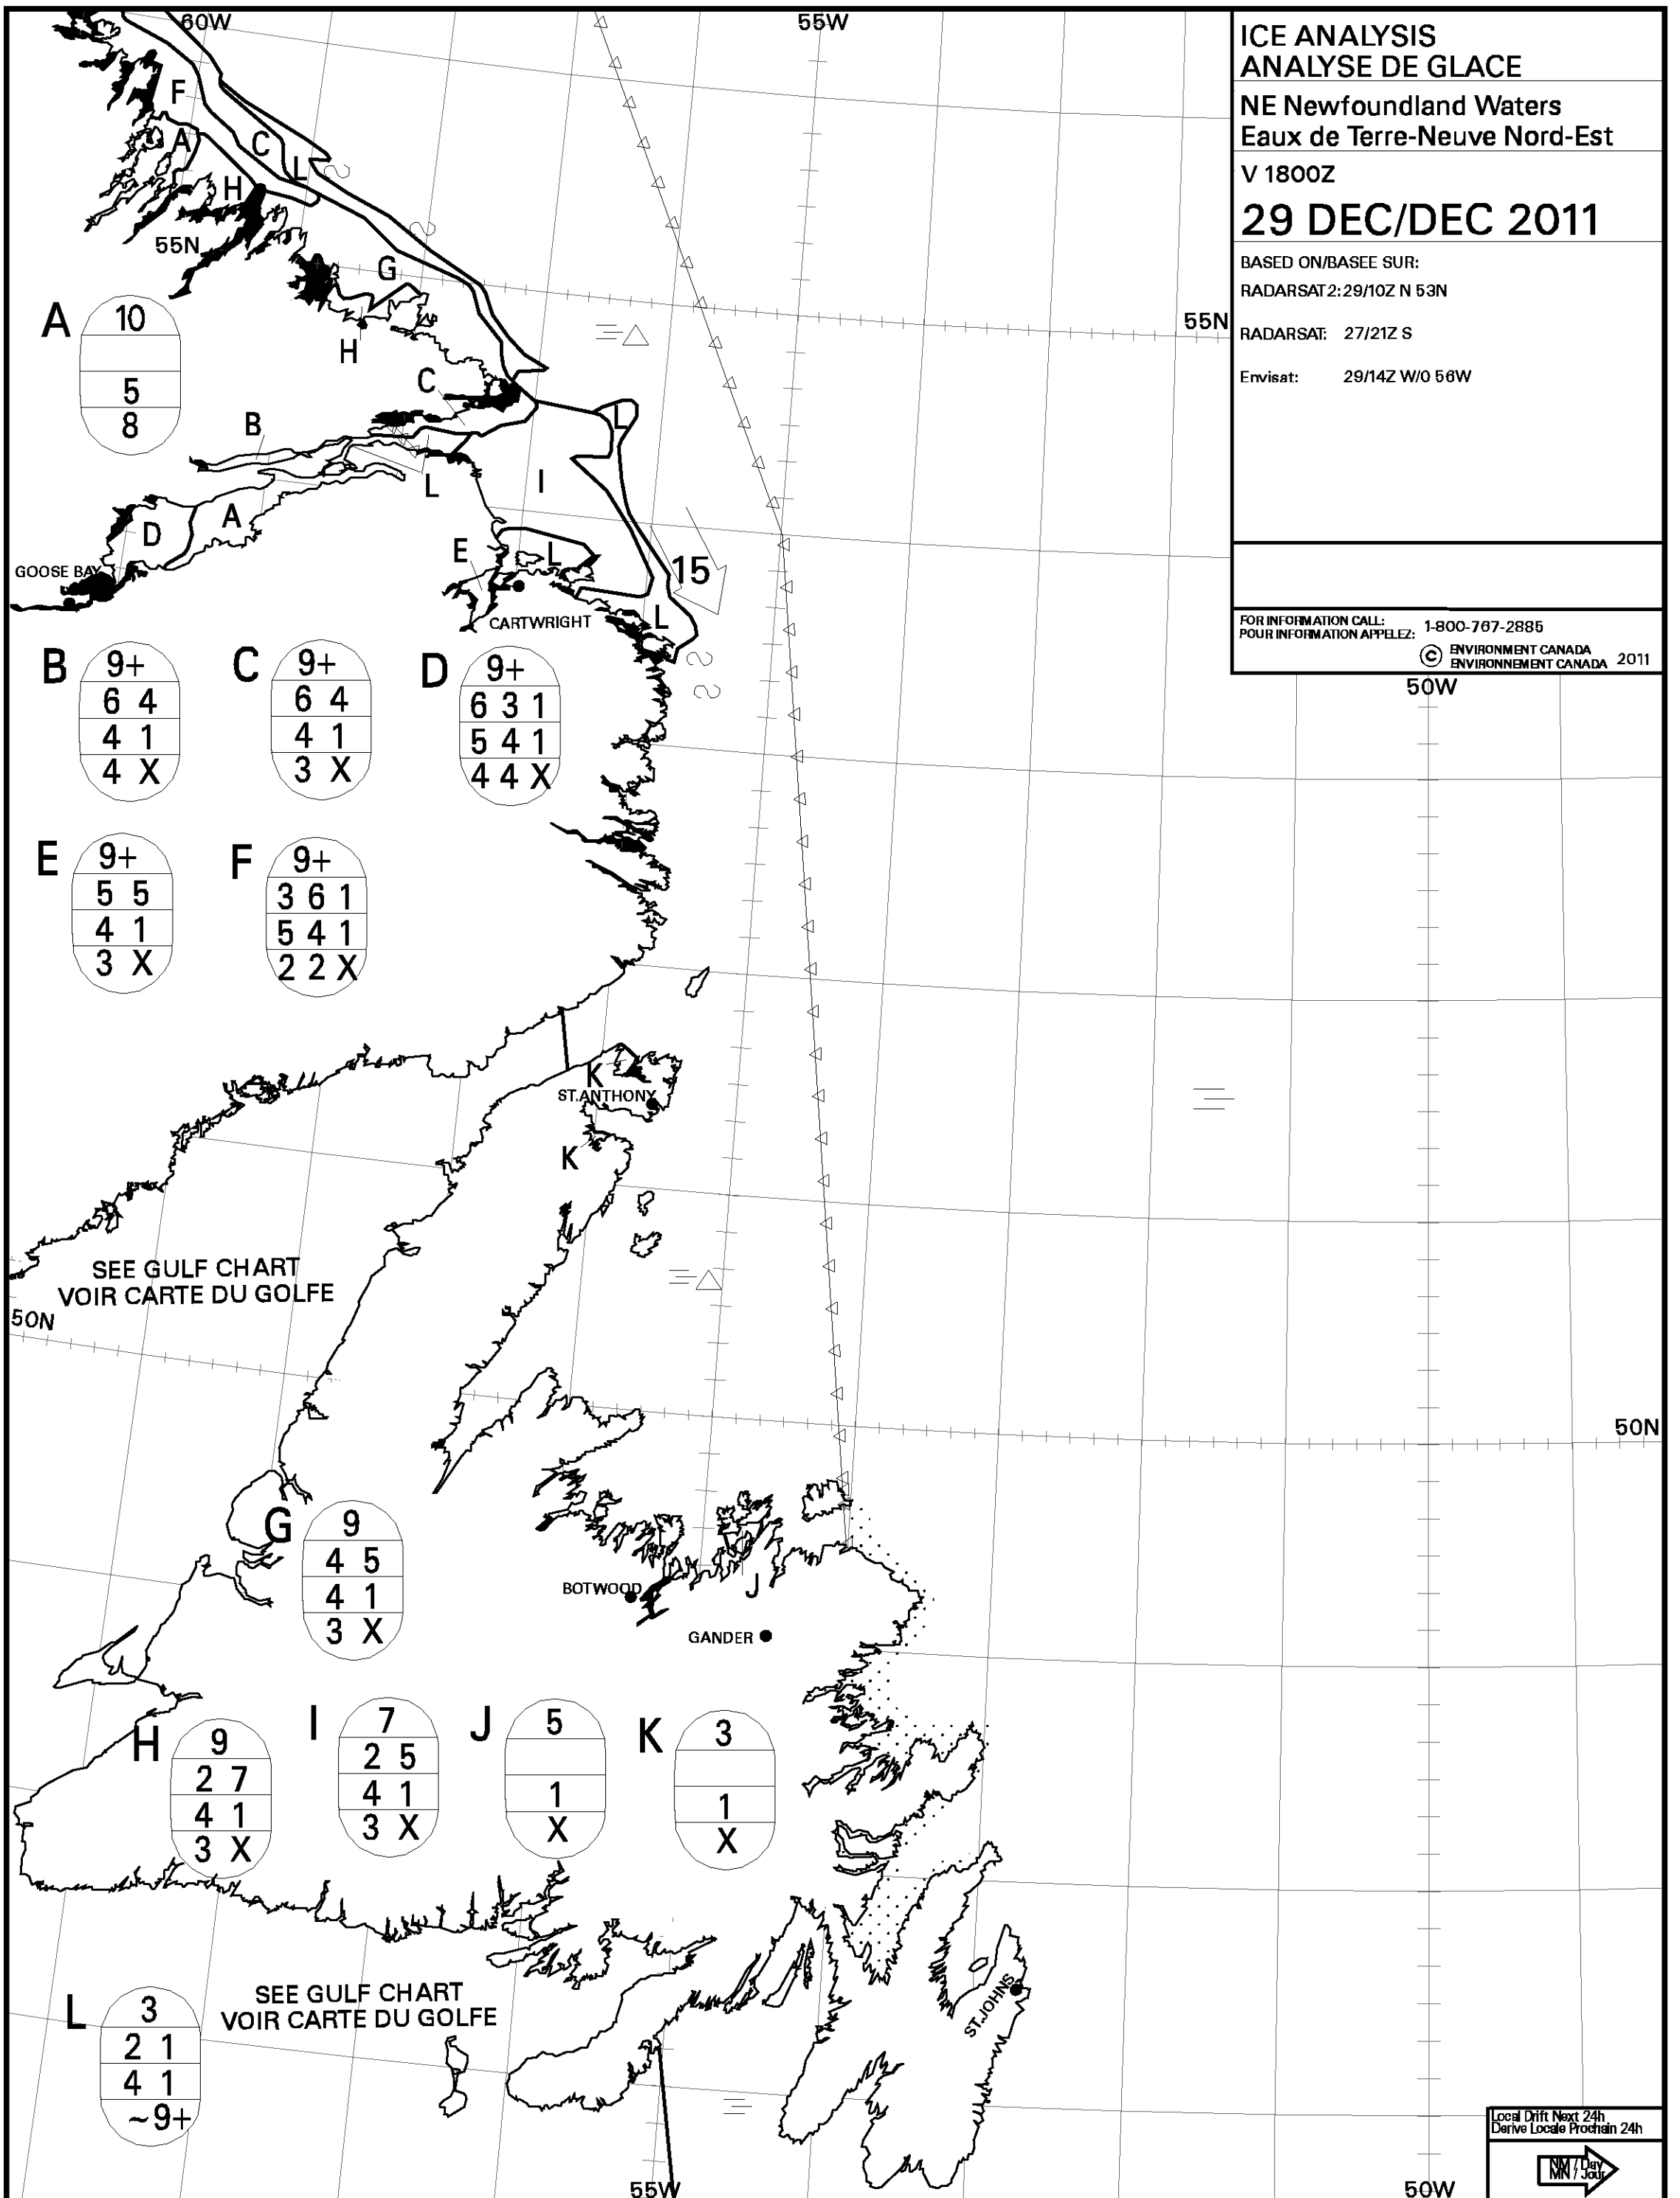 60W
55W
ICE ANALYSIS
ANALYSE DE GLACE
NE Newfoundland Waters
Eaux de Terre-Neuve Nord-Est
V 1800Z
29 DEC/DEC 2011
BASED ON/BASEE SUR:
RADARSAT2: 29/10Z N 53N
RADARSAT: 27/21Z S
Envisat: 29/14Z W/0 56W
FOR INFORMATION CALL:
POUR INFORMATION APPELEZ: 1-800-767-2885
© ENVIRONMENT CANADA
ENVIRONNEMENT CANADA 2011
F
A
C
L
H
55N
G
55N
H
C
B
L
I
L
A
D
E
L
15
L
GOOSE BAY
CARTWRIGHT
A
10
5
8
B
9+
6 4
4 1
4 X
C
9+
6 4
4 1
3 X
D
9+
6 3 1
5 4 1
4 4 X
50W
E
9+
5 5
4 1
3 X
F
9+
3 6 1
5 4 1
2 2 X
K
ST.ANTHONY
K
SEE GULF CHART
VOIR CARTE DU GOLFE
50N
50N
G
9
4 5
4 1
3 X
BOTWOOD
J
GANDER
H
9
2 7
4 1
3 X
I
7
2 5
4 1
3 X
J
5
1
X
K
3
1
X
L
3
2 1
4 1
~9+
SEE GULF CHART
VOIR CARTE DU GOLFE
ST.JOHNS
Local Drift Next 24h
Derive Locale Prochain 24h
NM / Day
MN / Jour
55W
50W